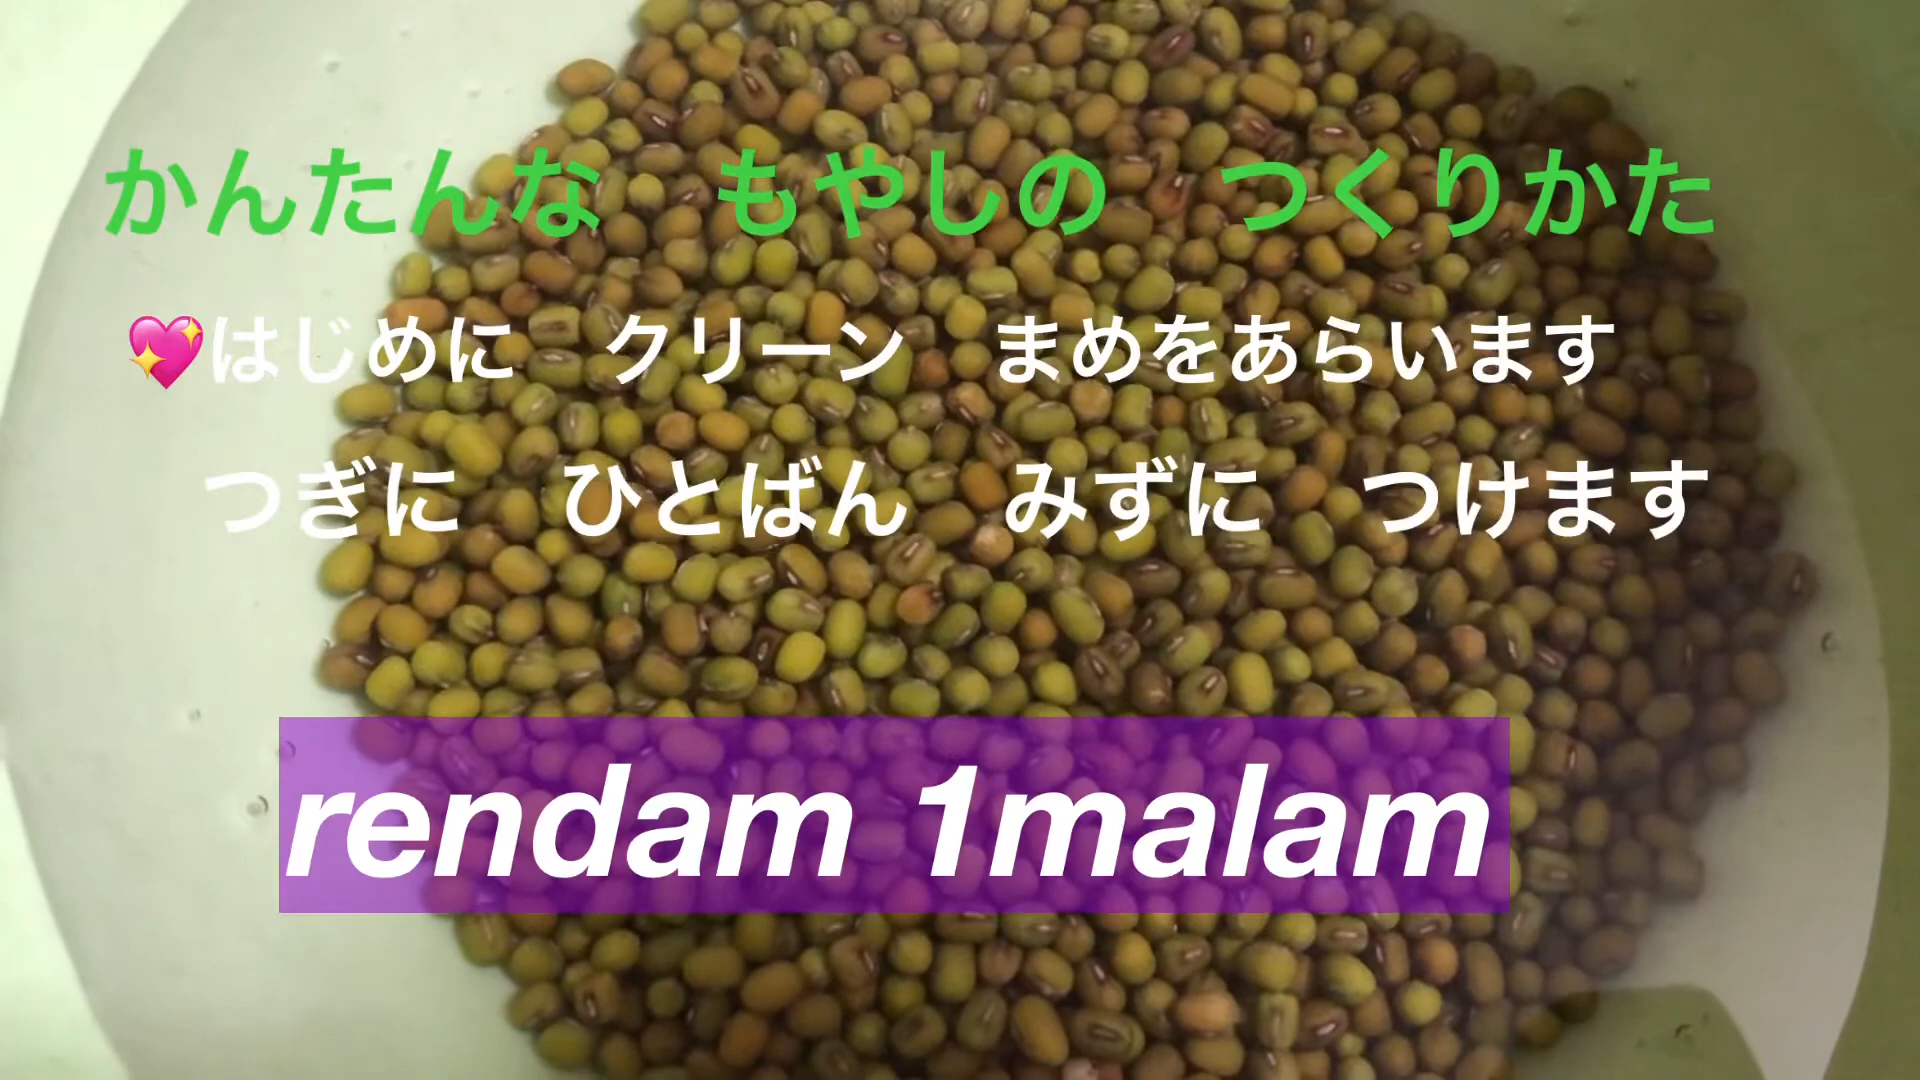 かんたんな　もやしの　つくりかた
💖はじめに　クリーン　まめをあらいます
つぎに　ひとばん　みずに　つけます
rendam 1malam